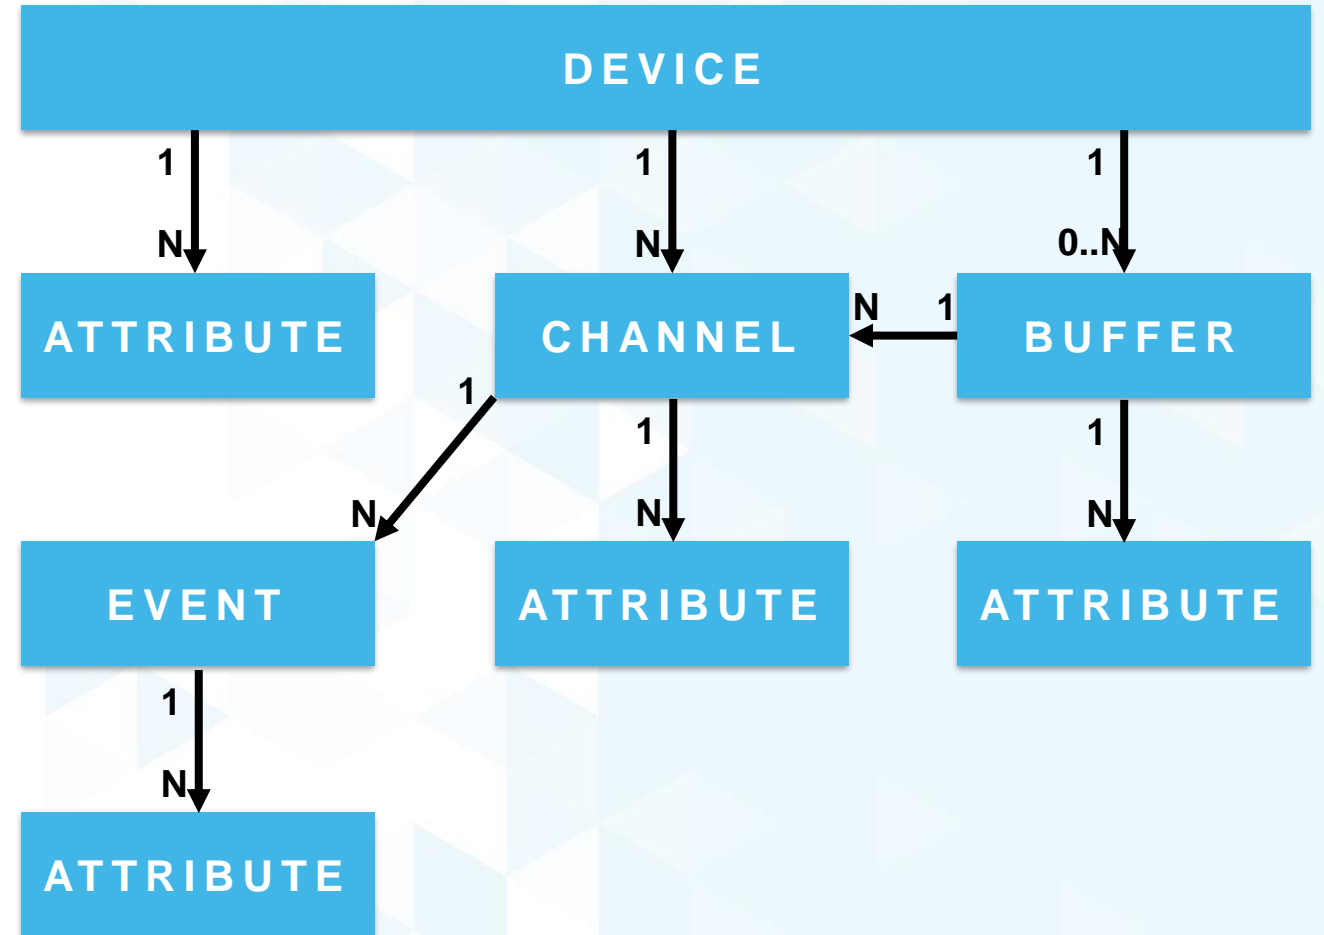 DEVICE
1
1
1
N
N
0..N
N
1
ATTRIBUTE
CHANNEL
BUFFER
1
1
1
N
N
N
EVENT
ATTRIBUTE
ATTRIBUTE
1
N
ATTRIBUTE